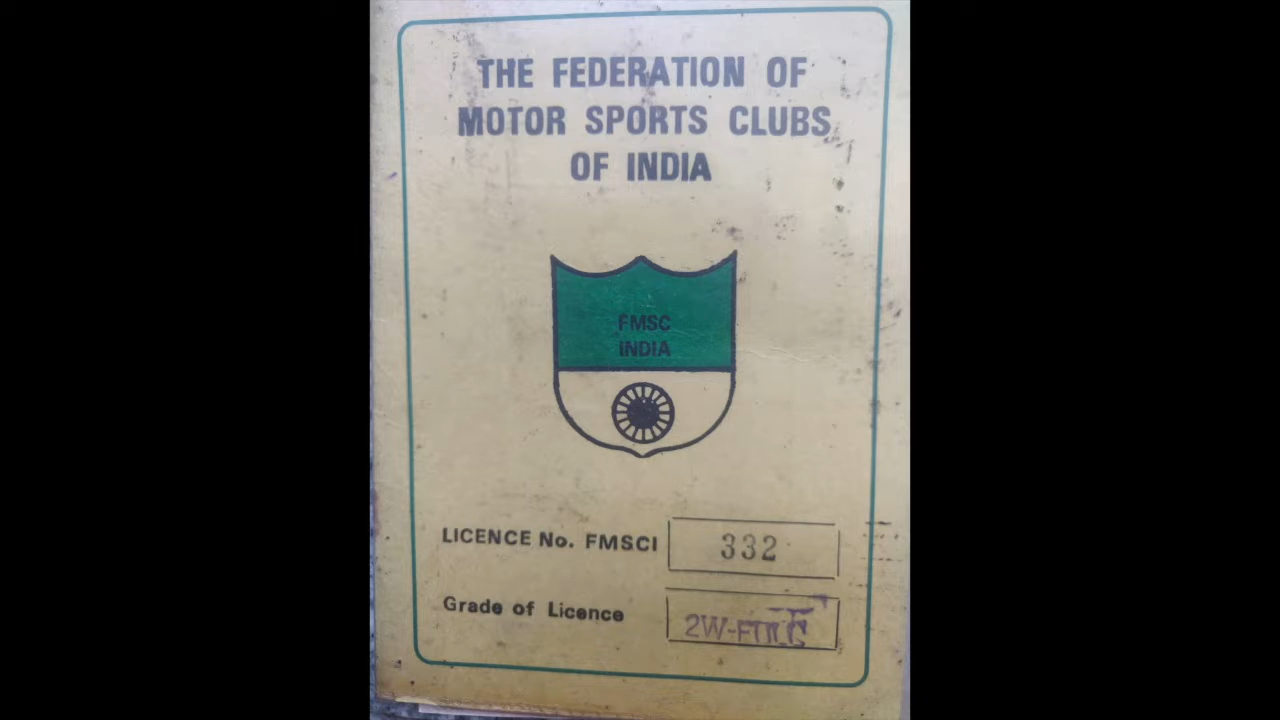 THE FEDERATION OF
MOTOR SPORTS CLUBS
OF INDIA
FMSC
INDIA
LICENCE No. FMSCI 332
Grade of Licence